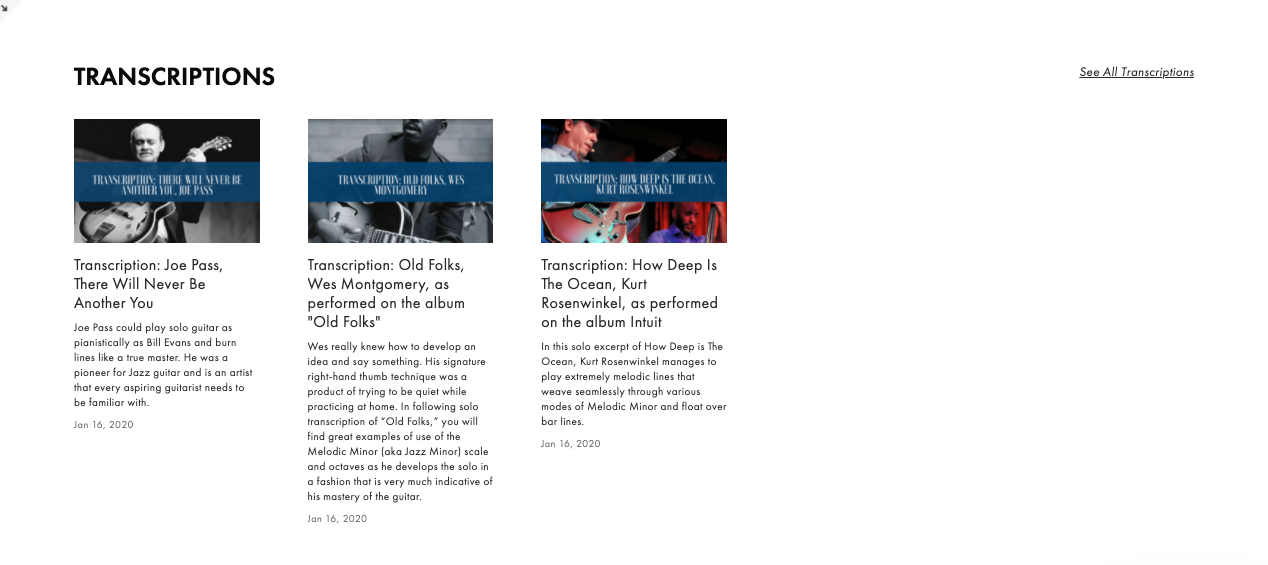 TRANSCRIPTIONS
See All Transcriptions
TRANSCRIPTION: THERE WILL NEVER BE
ANOTHER YOU, JOE PASS
Transcription: Joe Pass,
There Will Never Be
Another You
Joe Pass could play solo guitar as
pianistically as Bill Evans and burn
lines like a true master. He was a
pioneer for Jazz guitar and is an artist
that every aspiring guitarist needs to
be familiar with.
Jan 16, 2020
TRANSCRIPTION: OLD FOLKS, WES
MONTGOMERY
Transcription: Old Folks,
Wes Montgomery, as
performed on the album
"Old Folks"
Wes really knew how to develop an
idea and say something. His signature
right-hand thumb technique was a
product of trying to be quiet while
practicing at home. In following solo
transcription of “Old Folks,” you will
find great examples of use of the
Melodic Minor (aka Jazz Minor) scale
and octaves as he develops the solo in
a fashion that is very much indicative of
his mastery of the guitar.
Jan 16, 2020
TRANSCRIPTION: HOW DEEP IS THE OCEAN,
KURT ROSENWINKEL
Transcription: How Deep Is
The Ocean, Kurt
Rosenwinkel, as performed
on the album Intuit
In this solo excerpt of How Deep is The
Ocean, Kurt Rosenwinkel manages to
play extremely melodic lines that
weave seamlessly through various
modes of Melodic Minor and float over
bar lines.
Jan 16, 2020